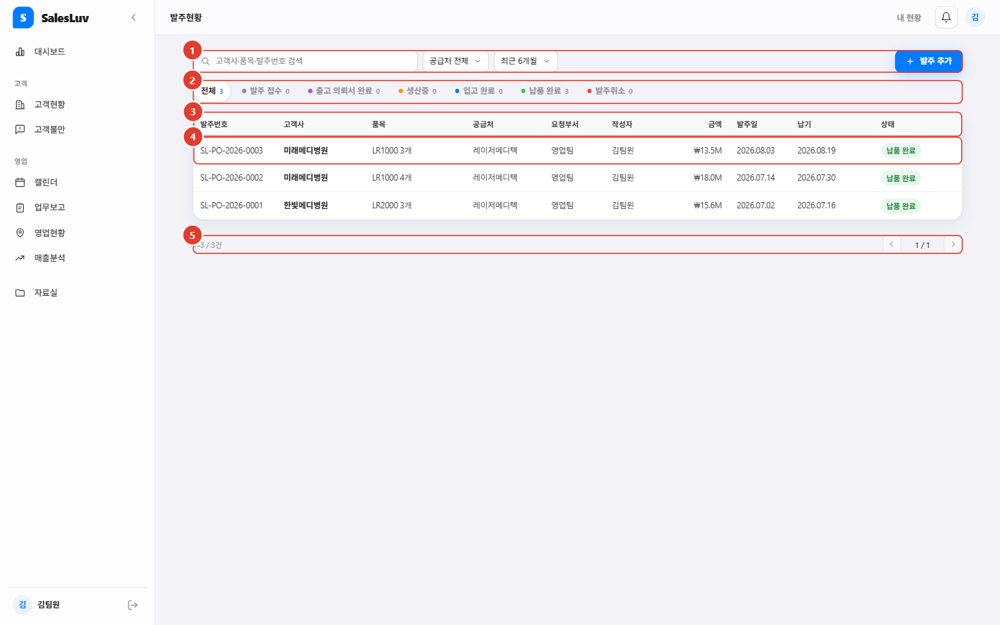 S SalesLuv
발주현황
내 현황
김
대시보드
고객
고객현황
고객불만
영업
캘린더
업무보고
영업현황
매출분석
자료실
김 김팀원
1
고객사·품목·발주번호 검색
공급처 전체
최근 6개월
+ 발주 추가
2
전체 3
발주 접수 0
출고 의뢰서 완료 0
생산중 0
입고 완료 0
납품 완료 3
발주취소 0
3
발주번호 고객사 품목 공급처 요청부서 작성자 금액 발주일 납기 상태
4
SL-PO-2026-0003 미래메디병원 LR1000 3개 레이저메디텍 영업팀 김팀원 ₩13.5M 2026.08.03 2026.08.19 납품 완료
SL-PO-2026-0002 미래메디병원 LR1000 4개 레이저메디텍 영업팀 김팀원 ₩18.0M 2026.07.14 2026.07.30 납품 완료
SL-PO-2026-0001 한빛메디병원 LR2000 3개 레이저메디텍 영업팀 김팀원 ₩15.6M 2026.07.02 2026.07.16 납품 완료
5
–3 / 3건
1 / 1